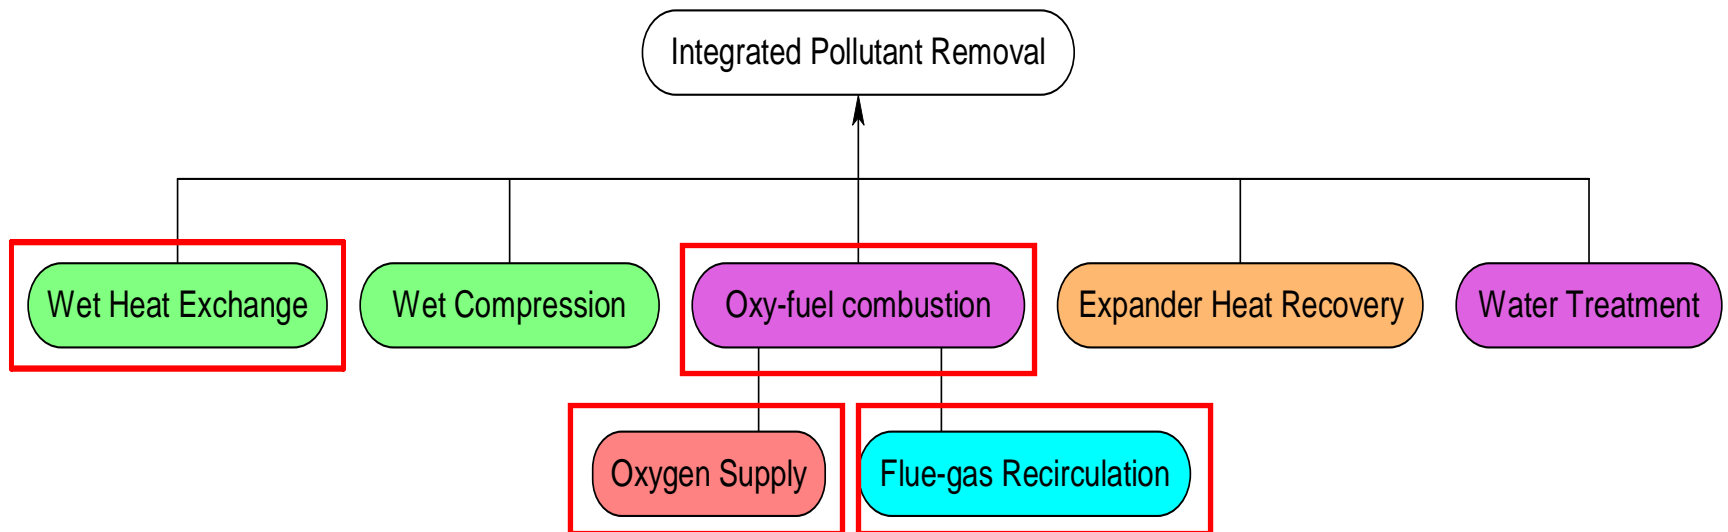 Integrated Pollutant Removal
Wet Heat Exchange
Wet Compression
Oxy-fuel combustion
Expander Heat Recovery
Water Treatment
Oxygen Supply
Flue-gas Recirculation